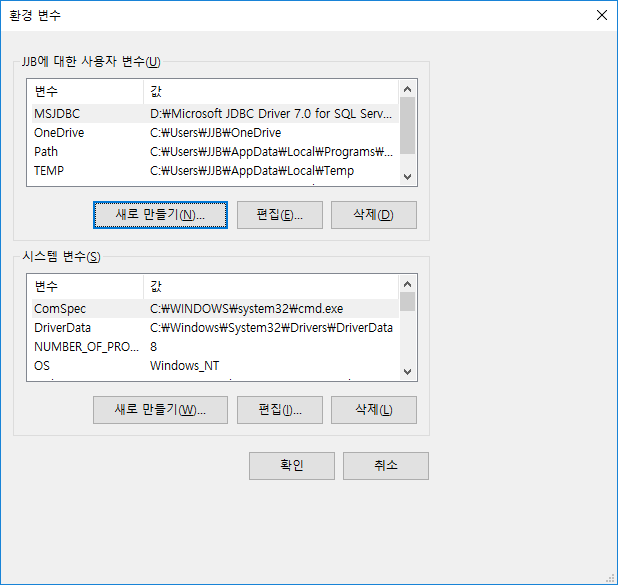 환경 변수
JJB에 대한 사용자 변수(U)
변수 값
MSJDBC D:₩Microsoft JDBC Driver 7.0 for SQL Serv...
OneDrive C:₩Users₩JJB₩OneDrive
Path C:₩Users₩JJB₩AppData₩Local₩Programs₩...
TEMP C:₩Users₩JJB₩AppData₩Local₩Temp
새로 만들기(N)... 편집(E)... 삭제(D)
시스템 변수(S)
변수 값
ComSpec C:₩WINDOWS₩system32₩cmd.exe
DriverData C:₩Windows₩System32₩Drivers₩DriverData
NUMBER_OF_PRO... 8
OS Windows_NT
새로 만들기(W)... 편집(I)... 삭제(L)
확인 취소